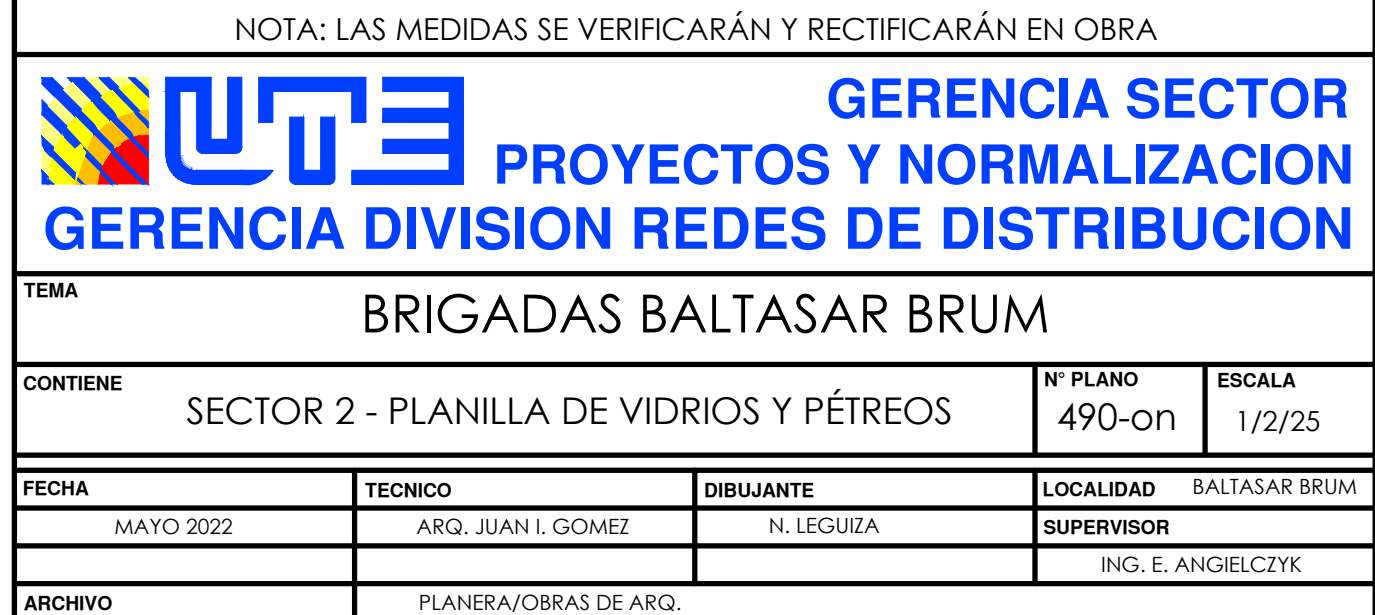 NOTA: LAS MEDIDAS SE VERIFICARÁN Y RECTIFICARÁN EN OBRA
UTE
GERENCIA SECTOR
PROYECTOS Y NORMALIZACION
GERENCIA DIVISION REDES DE DISTRIBUCION
TEMA
BRIGADAS BALTASAR BRUM
CONTIENE
SECTOR 2 - PLANILLA DE VIDRIOS Y PÉTREOS
N° PLANO
490-on
ESCALA
1/2/25
FECHA
MAYO 2022
TECNICO
ARQ. JUAN I. GOMEZ
DIBUJANTE
N. LEGUIZA
LOCALIDAD BALTASAR BRUM
SUPERVISOR
ING. E. ANGIELCZYK
ARCHIVO
PLANERA/OBRAS DE ARQ.